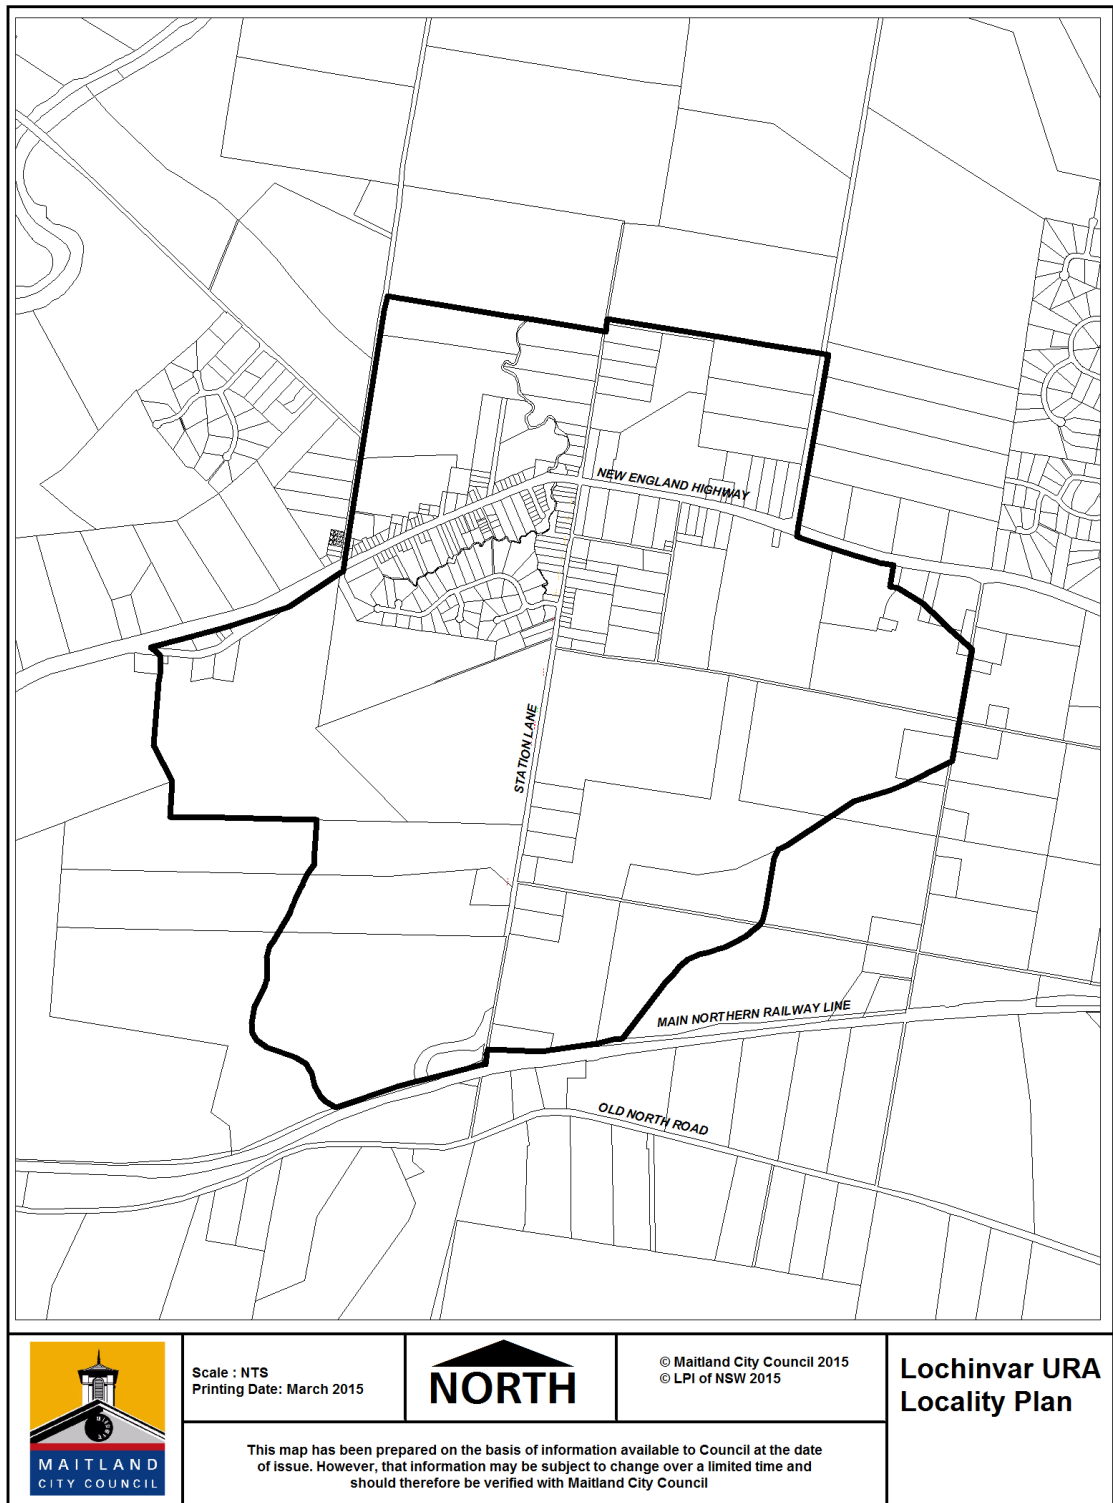 NEW ENGLAND HIGHWAY
STATION LANE
MAIN NORTHERN RAILWAY LINE
OLD NORTH ROAD
MAITLAND
CITY COUNCIL
Scale : NTS
Printing Date: March 2015
NORTH
© Maitland City Council 2015
© LPI of NSW 2015
This map has been prepared on the basis of information available to Council at the date
of issue. However, that information may be subject to change over a limited time and
should therefore be verified with Maitland City Council
Lochinvar URA
Locality Plan